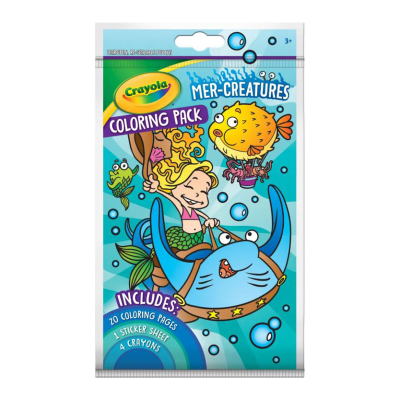 3+
Crayola
MER-CREATURES
COLORING PACK
INCLUDES:
20 COLORING PAGES
1 STICKER SHEET
4 CRAYONS